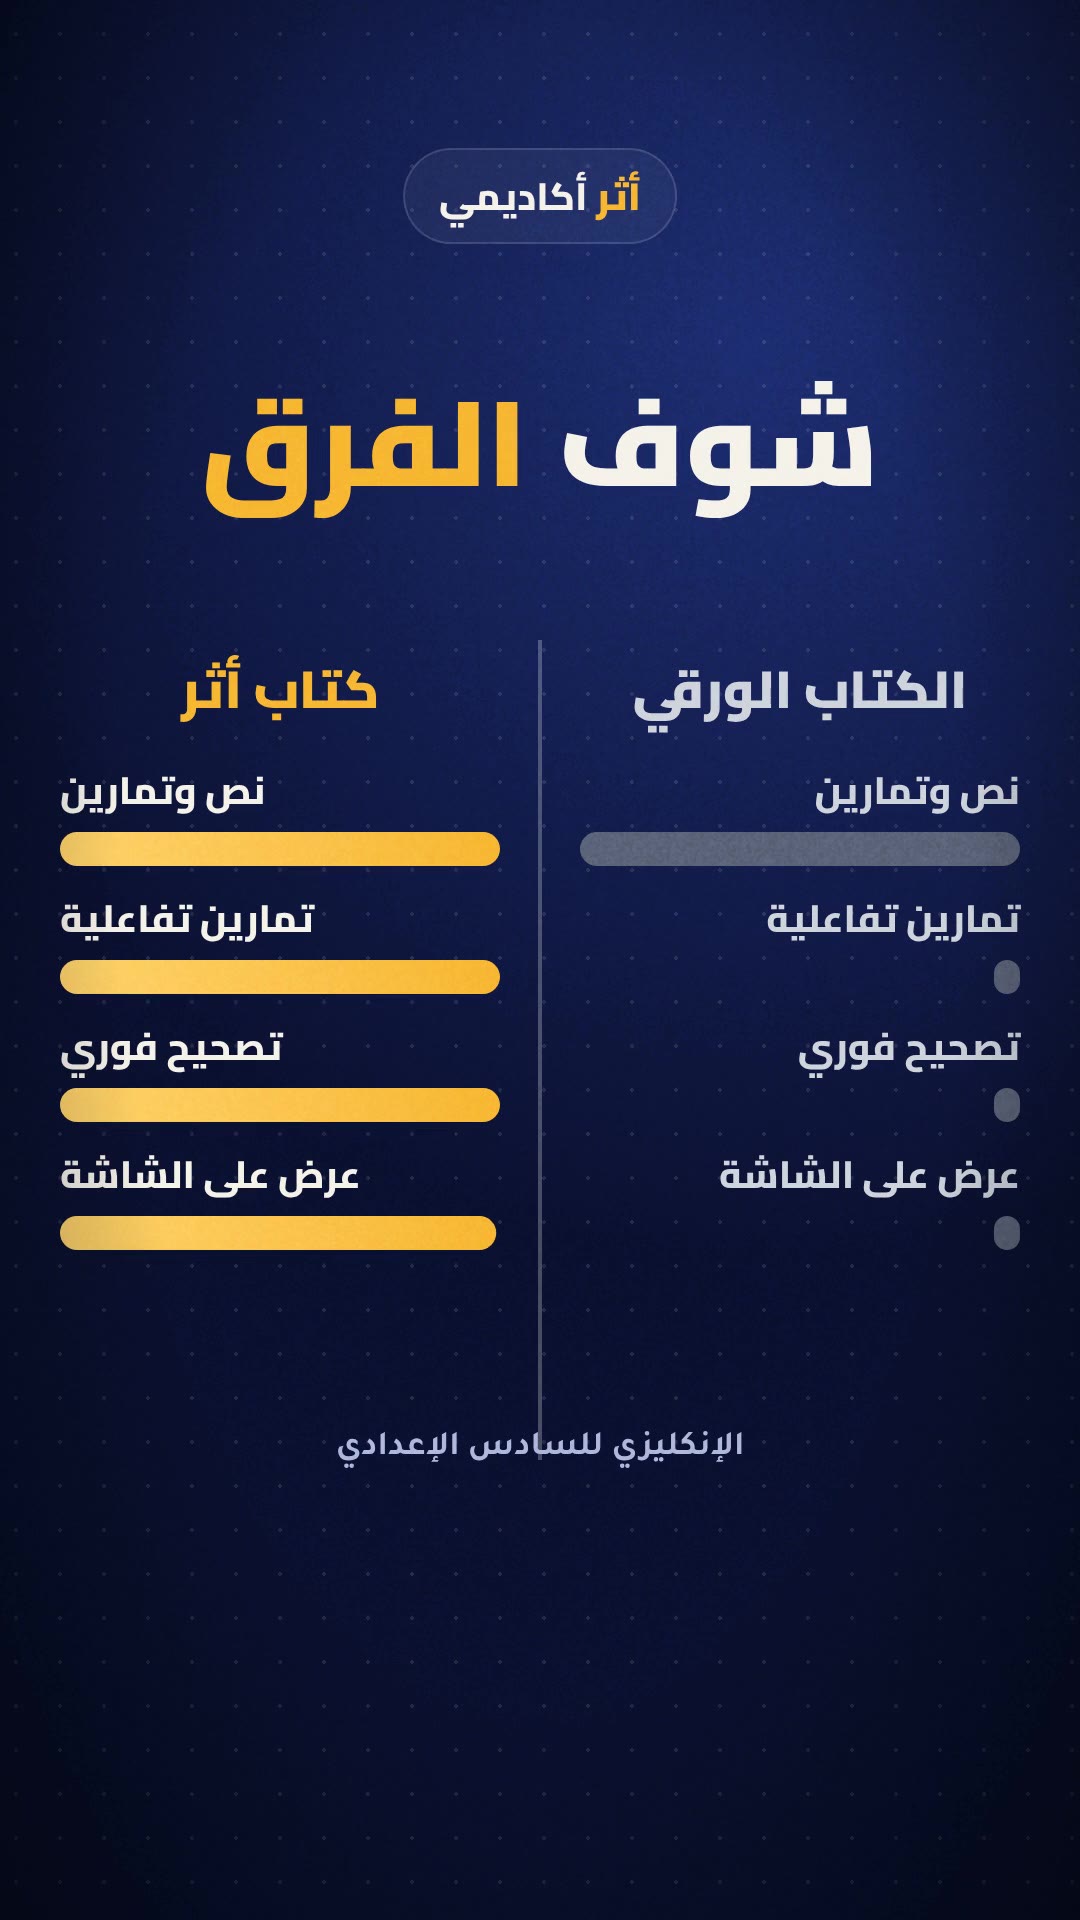 أثر أكاديمي
شوف الفرق
الكتاب الورقي
نص وتمارين
تمارين تفاعلية
تصحيح فوري
عرض على الشاشة
كتاب أثر
نص وتمارين
تمارين تفاعلية
تصحيح فوري
عرض على الشاشة
الإنكليزي للسادس الإعدادي